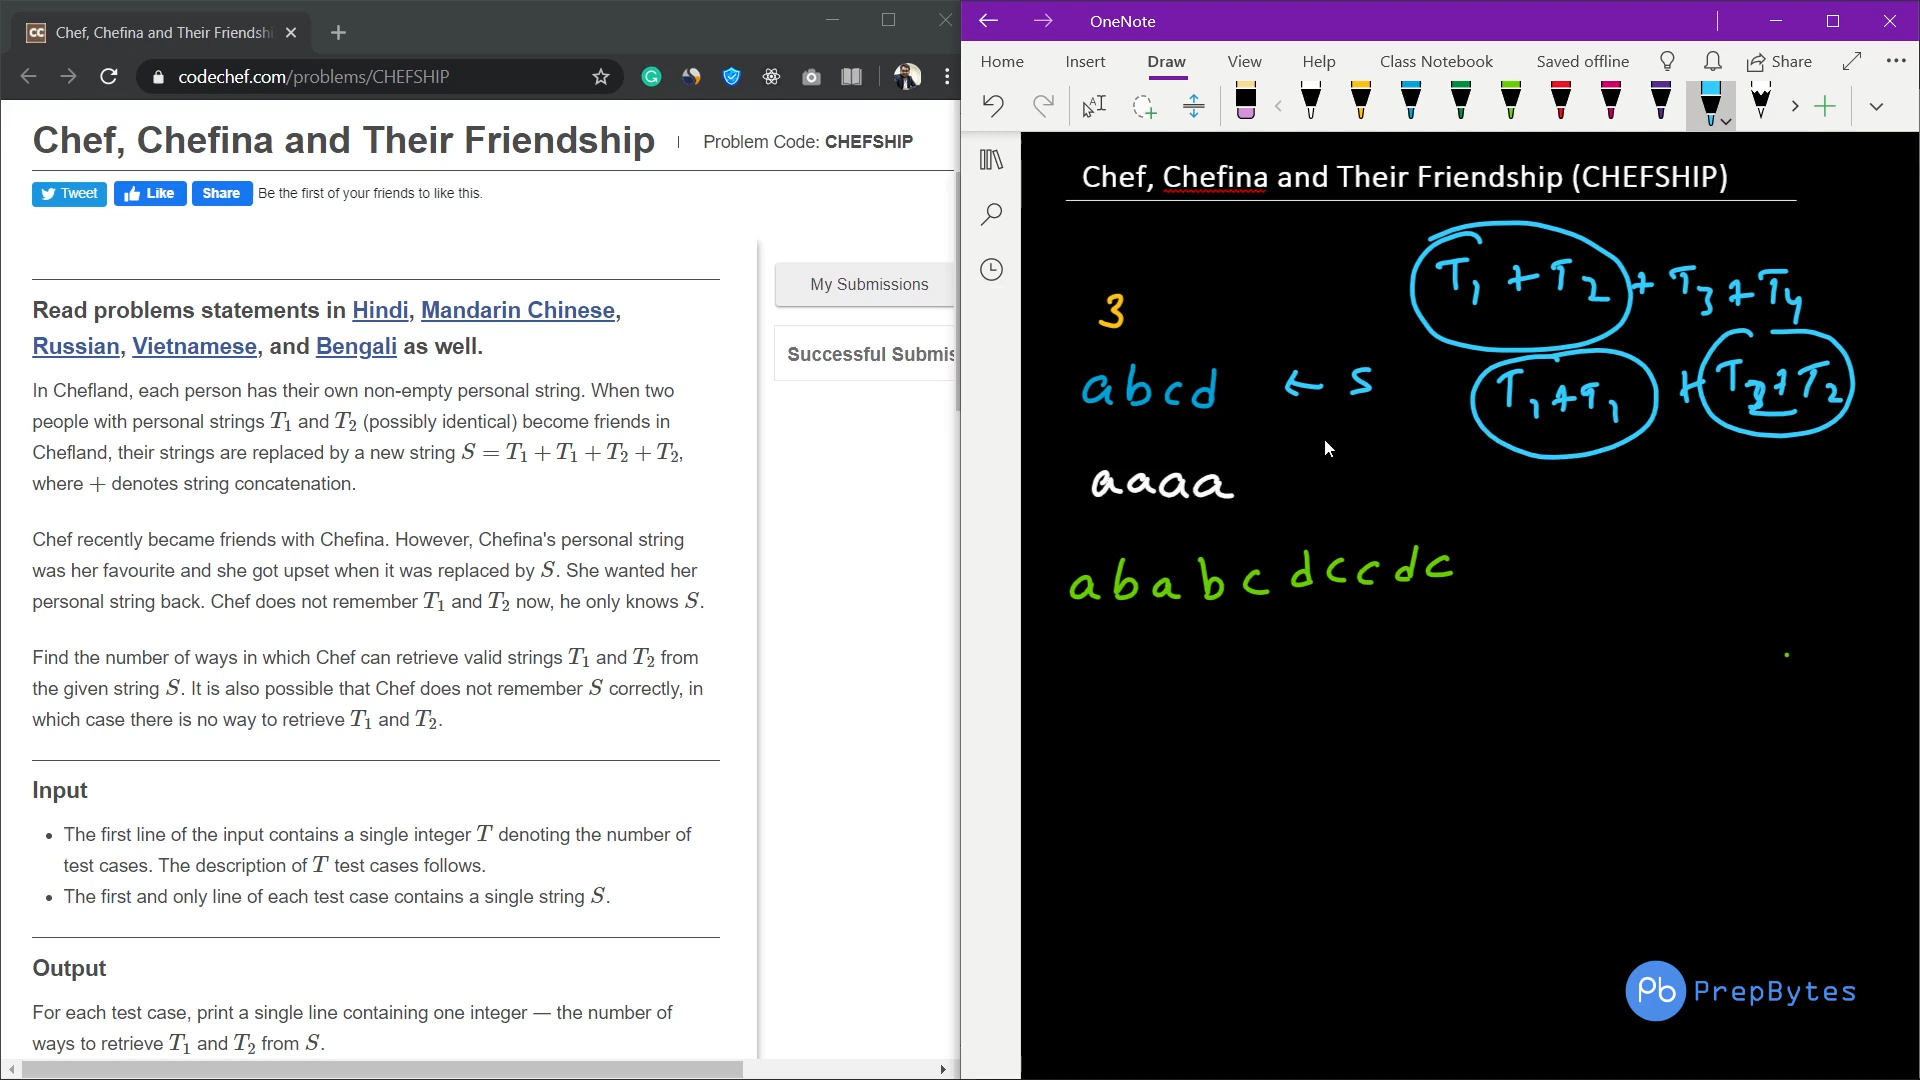 Chef, Chefina and Their Friendshi
codechef.com/problems/CHEFSHIP
Chef, Chefina and Their Friendship
Problem Code: CHEFSHIP
Tweet Like Share Be the first of your friends to like this.
My Submissions
Successful Submis
Read problems statements in Hindi, Mandarin Chinese,
Russian, Vietnamese, and Bengali as well.
In Chefland, each person has their own non-empty personal string. When two
people with personal strings T1 and T2 (possibly identical) become friends in
Chefland, their strings are replaced by a new string S = T1 + T1 + T2 + T2,
where + denotes string concatenation.
Chef recently became friends with Chefina. However, Chefina's personal string
was her favourite and she got upset when it was replaced by S. She wanted her
personal string back. Chef does not remember T1 and T2 now, he only knows S.
Find the number of ways in which Chef can retrieve valid strings T1 and T2 from
the given string S. It is also possible that Chef does not remember S correctly, in
which case there is no way to retrieve T1 and T2.
Input
• The first line of the input contains a single integer T denoting the number of
test cases. The description of T test cases follows.
• The first and only line of each test case contains a single string S.
Output
For each test case, print a single line containing one integer — the number of
ways to retrieve T1 and T2 from S.
OneNote
Home Insert Draw View Help Class Notebook Saved offline Share
Chef, Chefina and Their Friendship (CHEFSHIP)
T1 + T2 + T3 + T4
3
abcd ← S
T1 + T1 + T3 + T2
aaaa
ababcdccdc
Pb PrepBytes